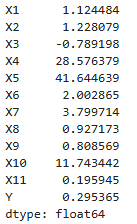 X1 1.124484
X2 1.228079
X3 -0.789198
X4 28.576379
X5 41.644639
X6 2.002865
X7 3.799714
X8 0.927173
X9 0.808569
X10 11.743442
X11 0.195945
Y 0.295365
dtype: float64